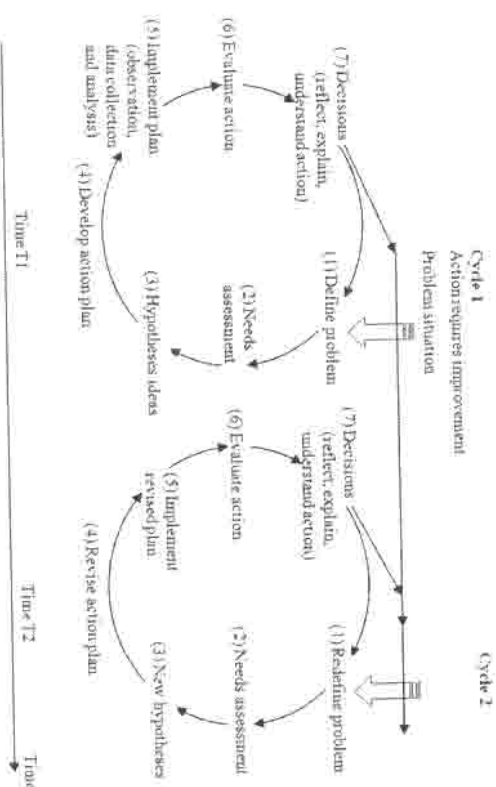 Cycle 1
Action requires improvement
Problem situation
(1) Define problem
(2) Needs
assessment
(3) Hypotheses ideas
(4) Develop action plan
(5) Implement plan
(observation,
data collection
and analysis)
(6) Evaluate action
(7) Decisions
(reflect, explain,
understand action)
Time T1
Cycle 2
(1) Redefine problem
(2) Needs assessment
(3) New hypotheses
(4) Revise action plan
(5) Implement
revised plan
(6) Evaluate action
(7) Decisions
(reflect, explain,
understand action)
Time T2
Time